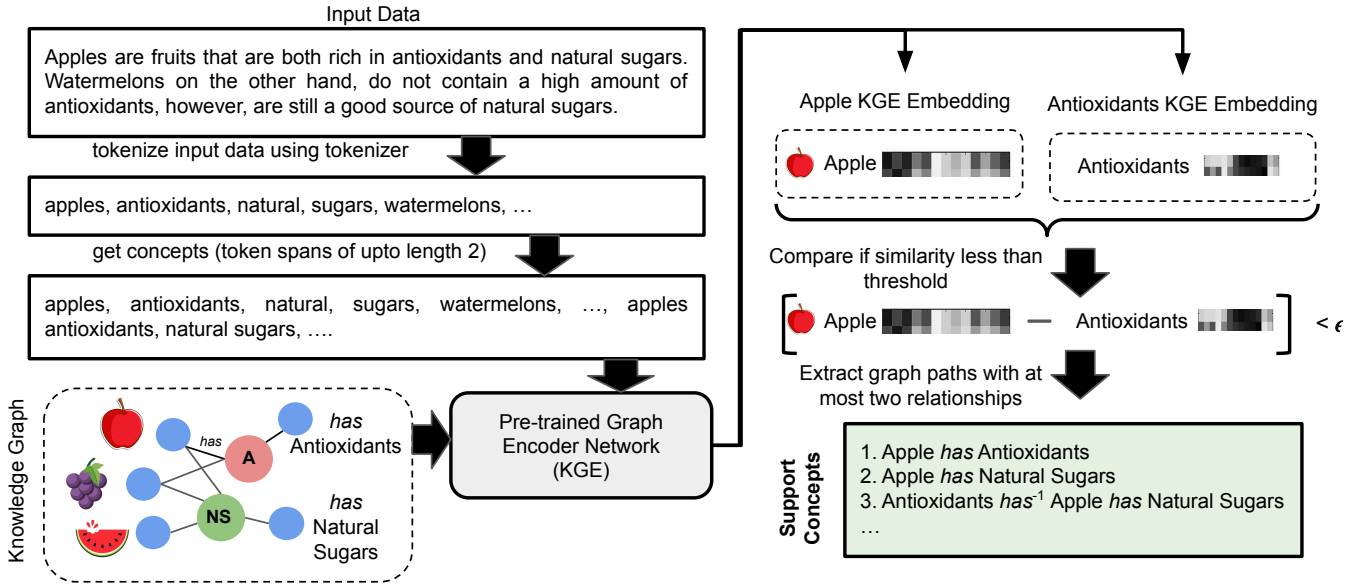 Input Data
Apples are fruits that are both rich in antioxidants and natural sugars.
Watermelons on the other hand, do not contain a high amount of
antioxidants, however, are still a good source of natural sugars.
tokenize input data using tokenizer
apples, antioxidants, natural, sugars, watermelons, …
get concepts (token spans of upto length 2)
apples, antioxidants, natural, sugars, watermelons, …, apples
antioxidants, natural sugars, ….
Knowledge Graph
has
A
NS
has
Antioxidants
has
Natural
Sugars
Pre-trained Graph
Encoder Network
(KGE)
Apple KGE Embedding
Antioxidants KGE Embedding
Apple
Antioxidants
Compare if similarity less than
threshold
Apple
—
Antioxidants
< ϵ
Extract graph paths with at
most two relationships
Support
Concepts
1. Apple has Antioxidants
2. Apple has Natural Sugars
3. Antioxidants has⁻¹ Apple has Natural Sugars
…